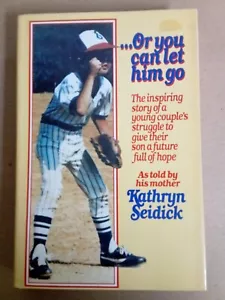 ...Or you
can let
him go
The inspiring
story of a
young couple's
struggle to
give their
son a future
full of hope
As told by
his mother
Kathryn
Seidick